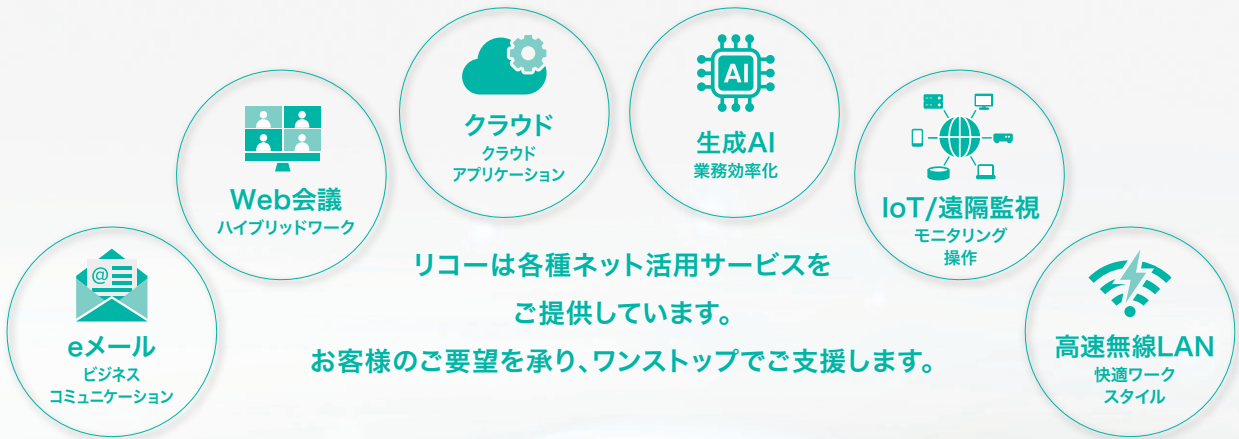 eメール
ビジネス
コミュニケーション
Web会議
ハイブリッドワーク
クラウド
クラウド
アプリケーション
AI
生成AI
業務効率化
IoT/遠隔監視
モニタリング
操作
高速無線LAN
快適ワーク
スタイル
リコーは各種ネット活用サービスを
ご提供しています。
お客様のご要望を承り、ワンストップでご支援します。
@